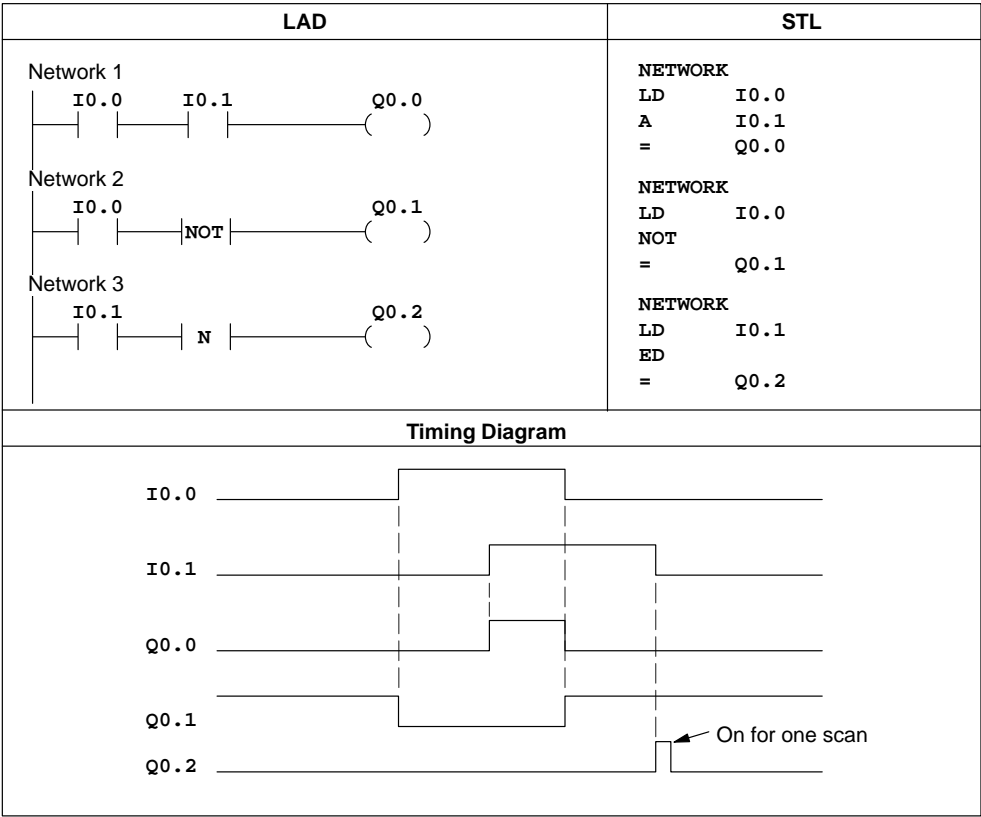 LAD
STL
Network 1
I0.0 I0.1 Q0.0
Network 2
I0.0 Q0.1
NOT
Network 3
I0.1 Q0.2
N
NETWORK
LD I0.0
A I0.1
= Q0.0
NETWORK
LD I0.0
NOT
= Q0.1
NETWORK
LD I0.1
ED
= Q0.2
Timing Diagram
I0.0
I0.1
Q0.0
Q0.1
On for one scan
Q0.2